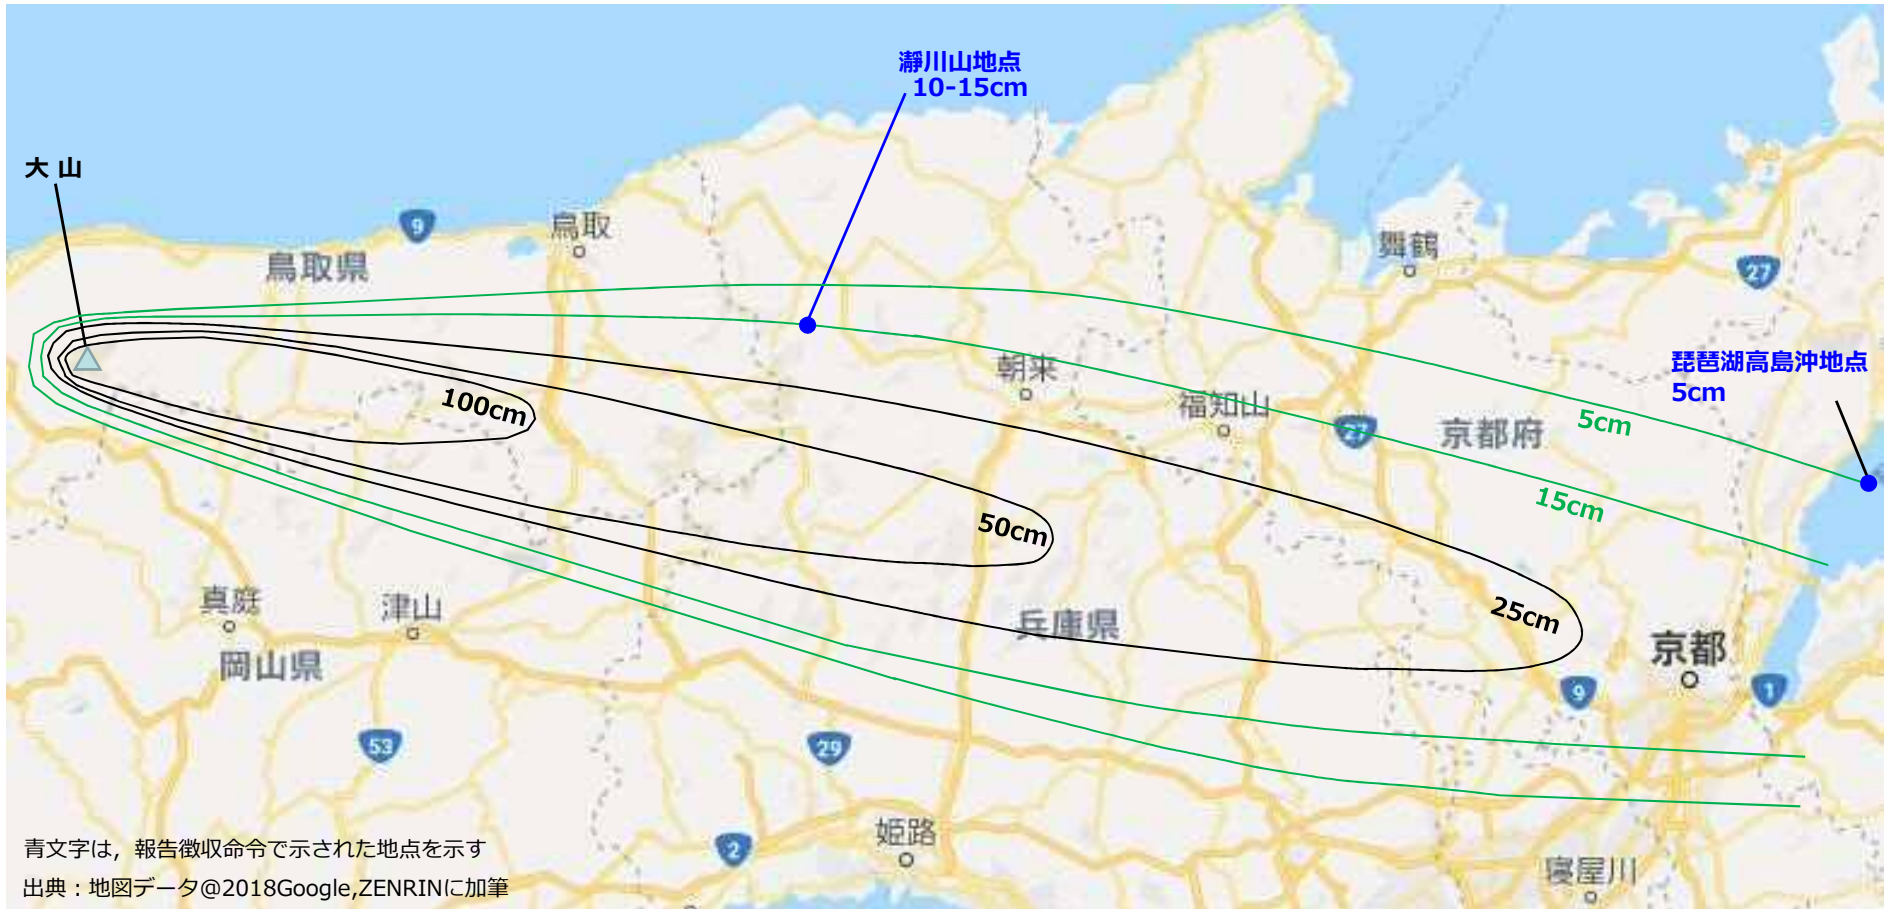 瀞川山地点
10-15cm
大 山
9
鳥取
舞鶴
27
鳥取県
琵琶湖高島沖地点
5cm
朝来
福知山
100cm
5cm
27
京都府
15cm
50cm
真庭
津山
25cm
兵庫県
京都
岡山県
9
1
53
29
姫路
2
青文字は，報告徴収命令で示された地点を示す
寝屋川
出典：地図データ@2018Google,ZENRINに加筆